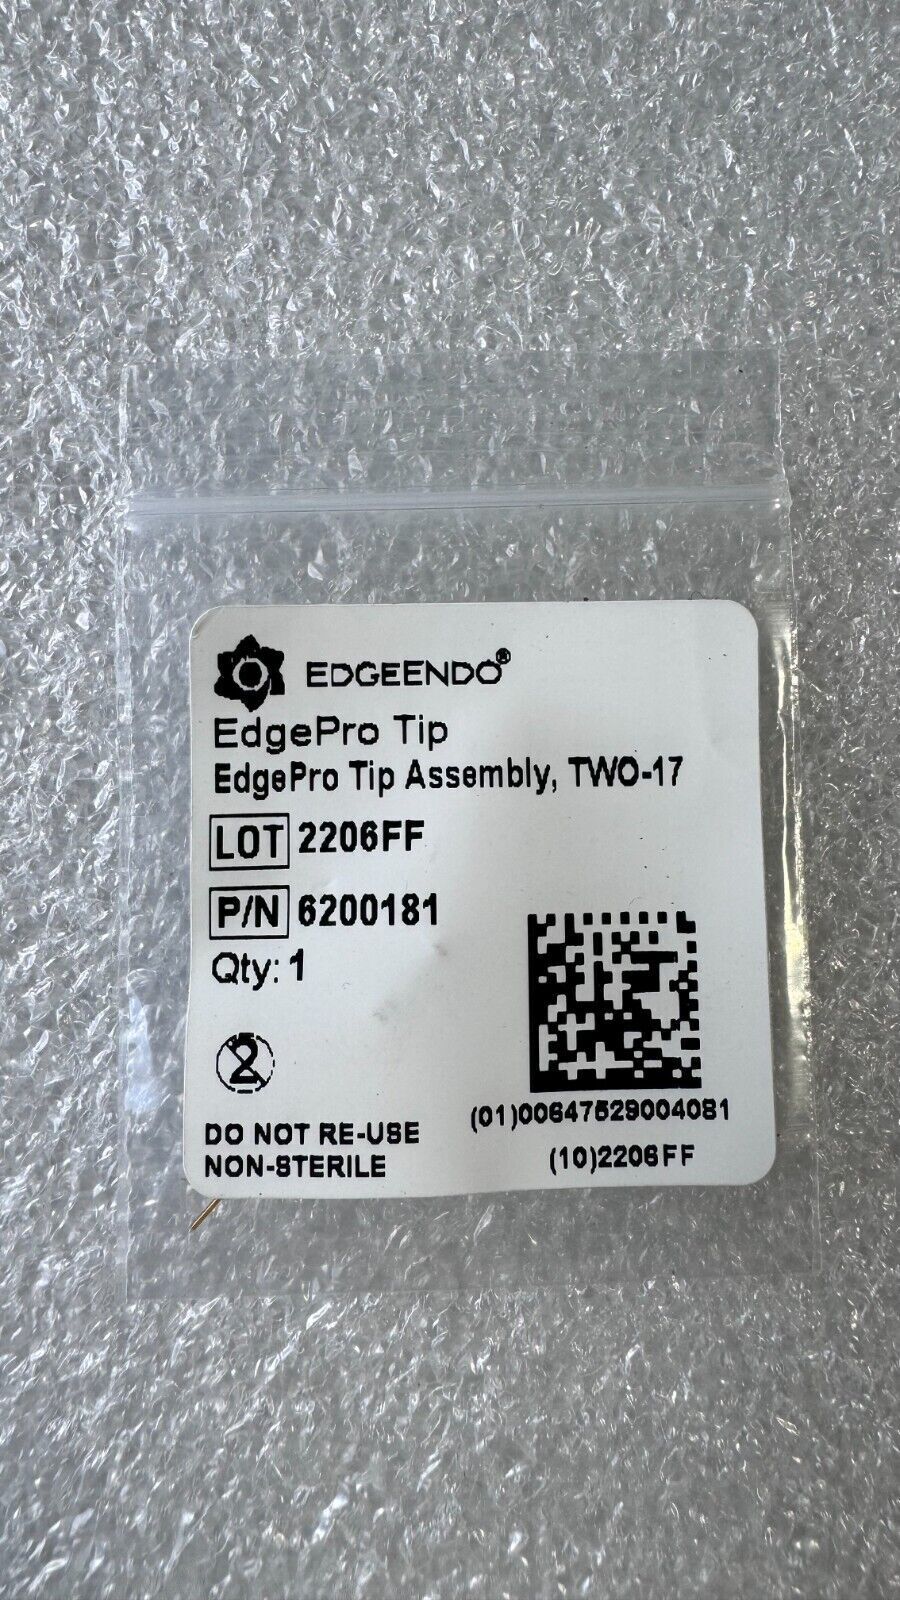 EDGEENDO®
EdgePro Tip
EdgePro Tip Assembly, TWO-17
LOT 2206FF
P/N 6200181
Qty: 1
2
DO NOT RE-USE
NON-STERILE
(01)00647529004081
(10)2206FF